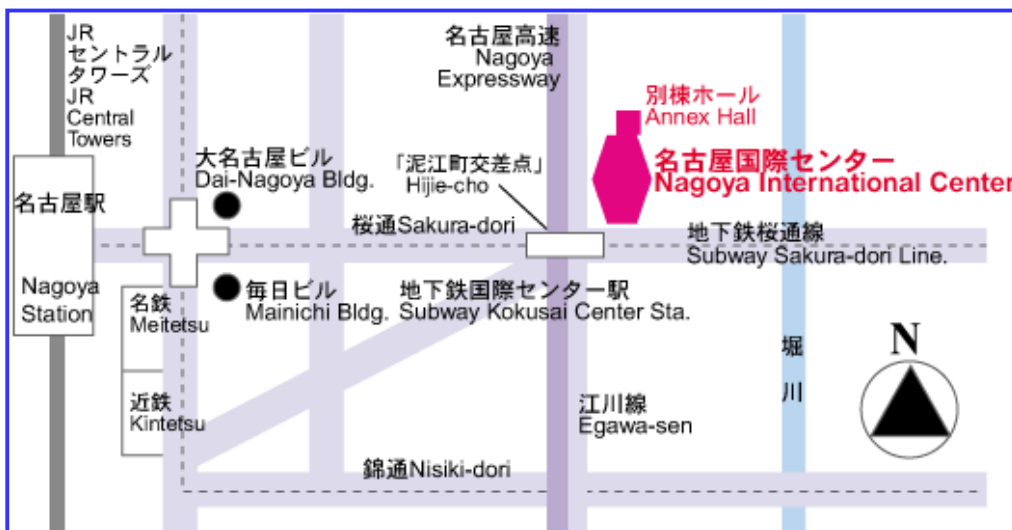 JR
セントラル
タワーズ
JR
Central
Towers
名古屋高速
Nagoya
Expressway
別棟ホール
Annex Hall
大名古屋ビル
Dai-Nagoya Bldg.
「泥江町交差点」
Hijie-cho
名古屋国際センター
Nagoya International Center
名古屋駅
Nagoya
Station
桜通Sakura-dori
地下鉄桜通線
Subway Sakura-dori Line.
毎日ビル
Mainichi Bldg.
地下鉄国際センター駅
Subway Kokusai Center Sta.
名鉄
Meitetsu
近鉄
Kintetsu
堀川
N
江川線
Egawa-sen
錦通Nisiki-dori